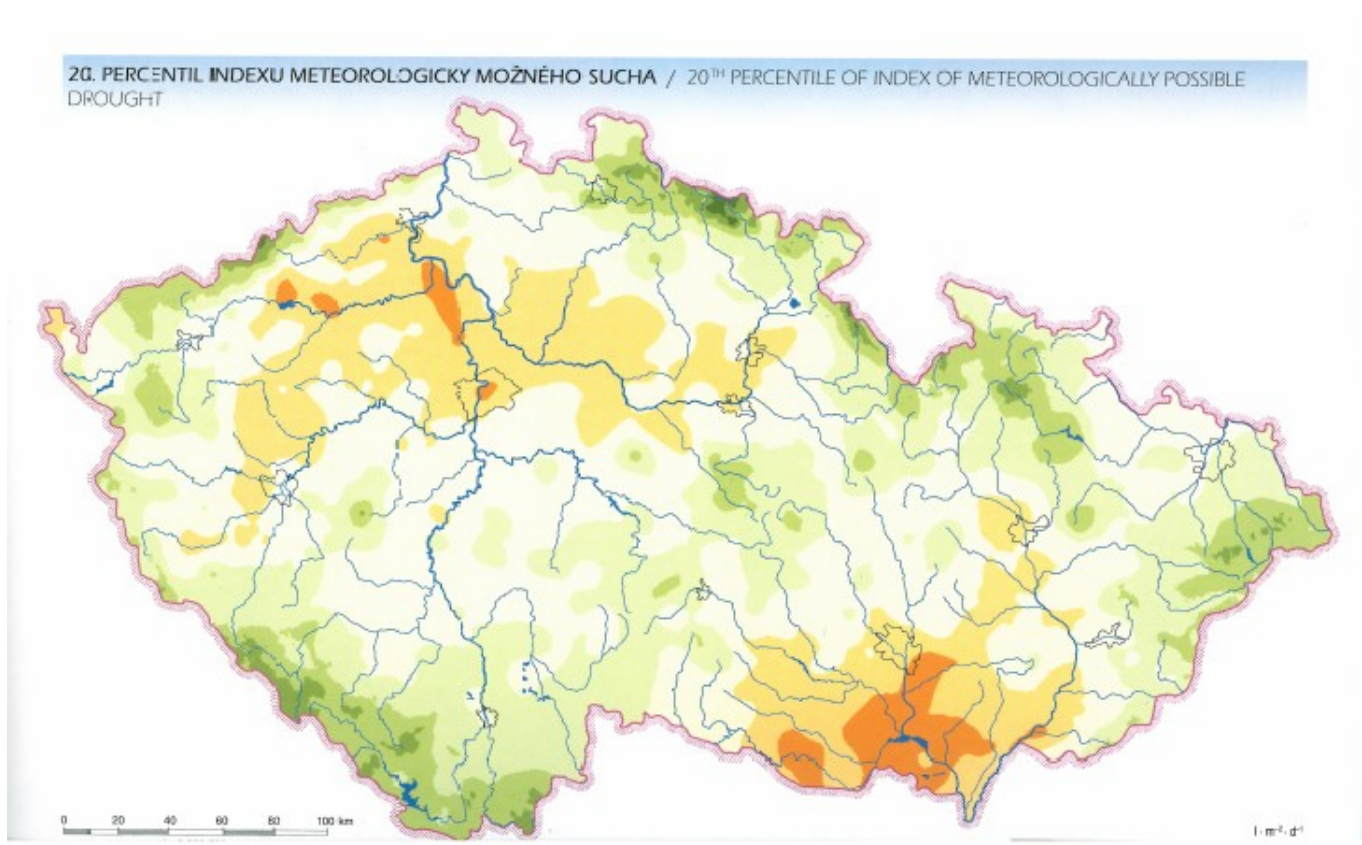 20. PERCENTIL INDEXU METEOROLOGICKY MOŽNÉHO SUCHA / 20TH PERCENTILE OF INDEX OF METEOROLOGICALLY POSSIBLE
DROUGHT
0 20 40 60 80 100 km
l · m⁻² · d⁻¹